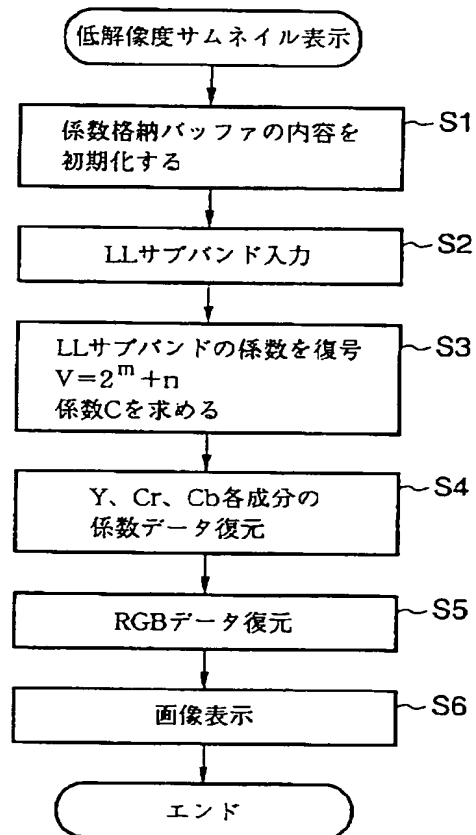 低解像度サムネイル表示
係数格納バッファの内容を
初期化する
S1
LLサブバンド入力
S2
LLサブバンドの係数を復号
V=2^m+n
係数Cを求める
S3
Y、Cr、Cb各成分の
係数データ復元
S4
RGBデータ復元
S5
画像表示
S6
エンド